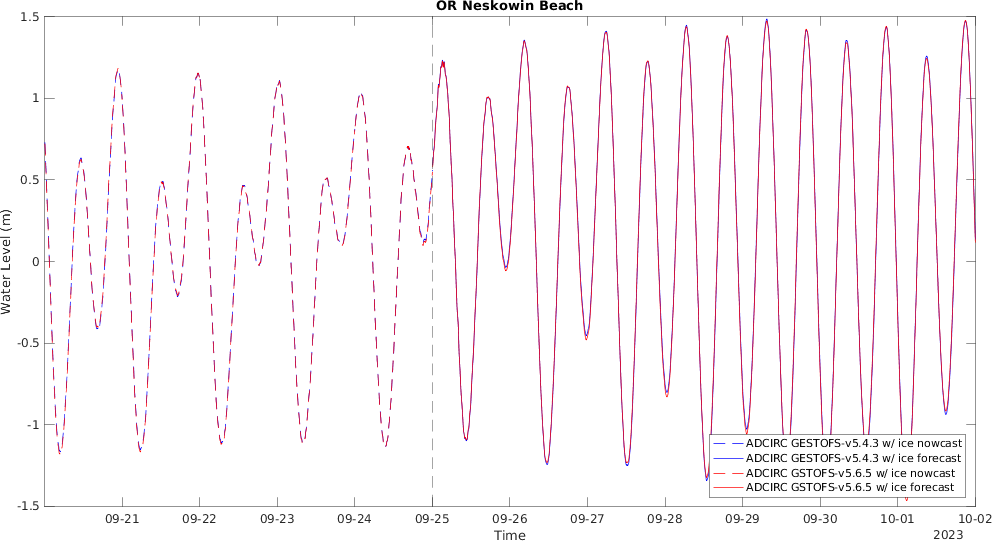 OR Neskowin Beach
1.5
1
0.5
0
-0.5
-1
-1.5
Water Level (m)
ADCIRC GESTOFS-v5.4.3 w/ ice nowcast
ADCIRC GESTOFS-v5.4.3 w/ ice forecast
ADCIRC GSTOFS-v5.6.5 w/ ice nowcast
ADCIRC GSTOFS-v5.6.5 w/ ice forecast
09-21 09-22 09-23 09-24 09-25 09-26 09-27 09-28 09-29 09-30 10-01 10-02
Time
2023